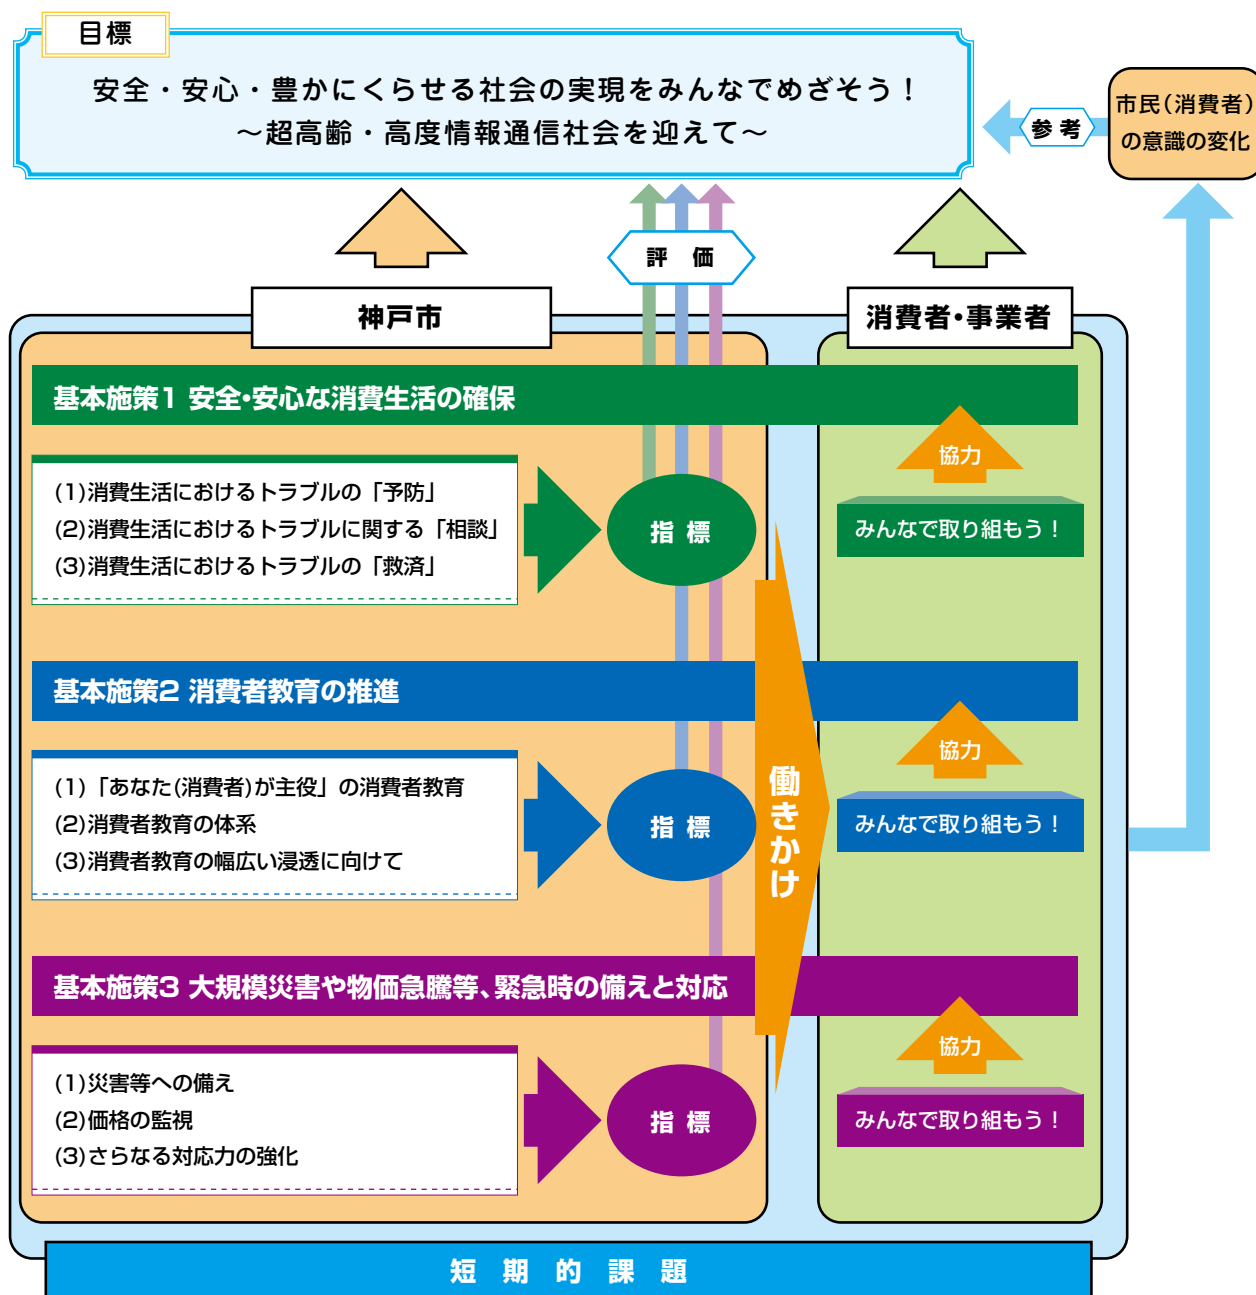 目標
安全・安心・豊かにくらせる社会の実現をみんなでめざそう！
～超高齢・高度情報通信社会を迎えて～
参考
市民(消費者)
の意識の変化
評価
神戸市
消費者・事業者
基本施策1 安全・安心な消費生活の確保
(1)消費生活におけるトラブルの「予防」
(2)消費生活におけるトラブルに関する「相談」
(3)消費生活におけるトラブルの「救済」
指標
協力
みんなで取り組もう！
基本施策2 消費者教育の推進
(1)「あなた(消費者)が主役」の消費者教育
(2)消費者教育の体系
(3)消費者教育の幅広い浸透に向けて
指標
働きかけ
協力
みんなで取り組もう！
基本施策3 大規模災害や物価急騰等、緊急時の備えと対応
(1)災害等への備え
(2)価格の監視
(3)さらなる対応力の強化
指標
協力
みんなで取り組もう！
短期的課題